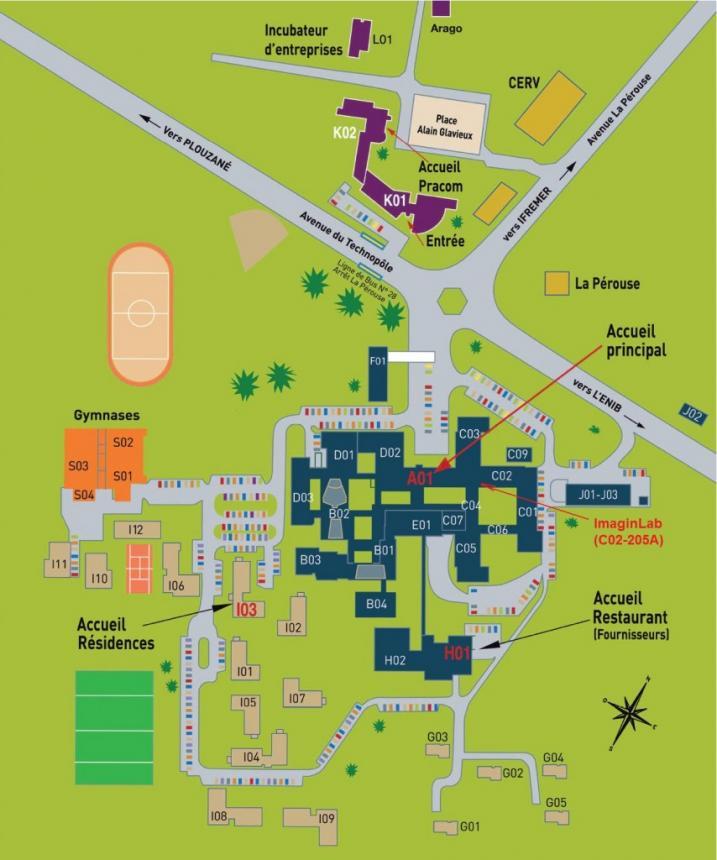 Arago
Incubateur
d'entreprises
L01
CERV
Place
Alain Glavieux
K02
Accueil
Pracom
K01
Entrée
Vers PLOUZANÉ
Avenue du Technopôle
Ligne de Bus N° 28
Arrêt La Pérouse
Avenue La Pérouse
vers IFREMER
La Pérouse
Accueil
principal
vers L'ENIB
J02
F01
Gymnases
S02
S03
S01
S04
D01
D02
C03
C09
A01
C02
D03
B02
C04
C01
J01-J03
E01
C07
C06
ImaginLab
(C02-205A)
I12
I11
I10
I06
B03
B01
C05
B04
I03
Accueil
Résidences
I02
Accueil
Restaurant
(Fournisseurs)
H02
H01
I01
I05
I07
I04
G03
G02
G04
G05
G01
I08
I09
N
O
E
S